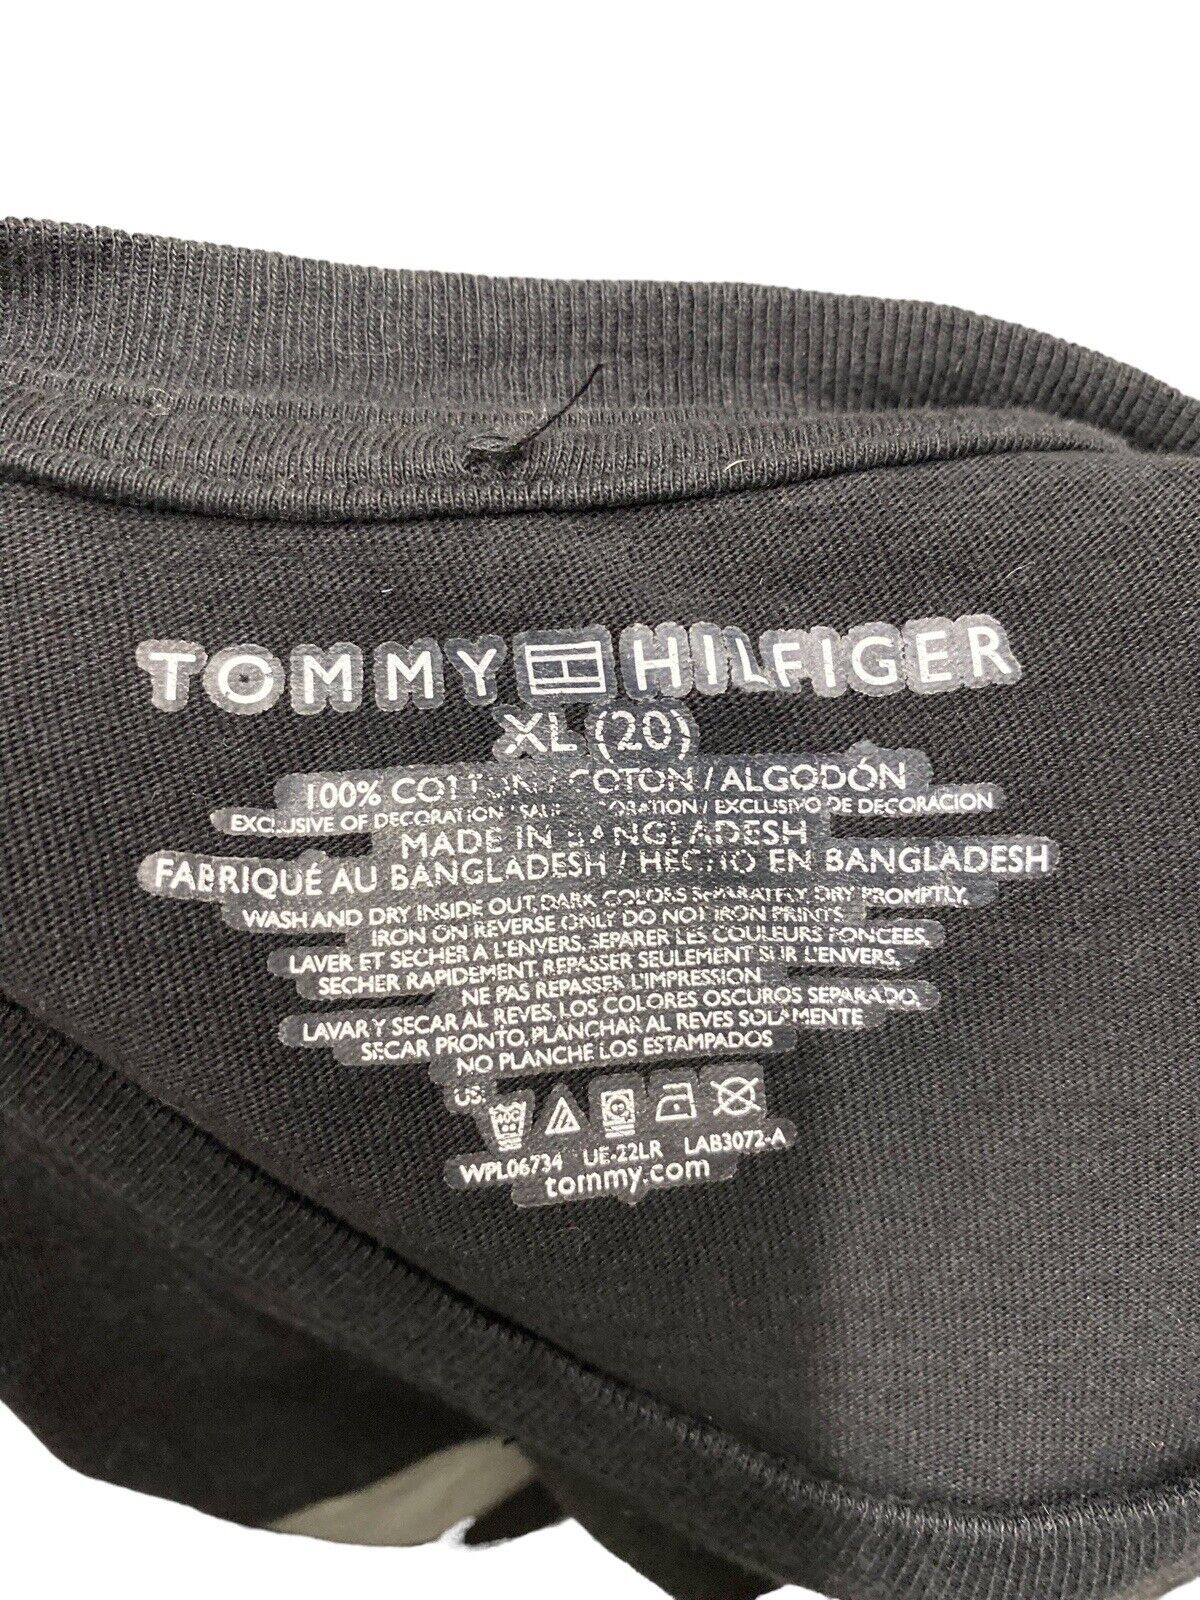 TOMMY HILFIGER
XL (20)
100% COTTON / COTON / ALGODÓN
EXCLUSIVE OF DECORATION / SAUF DECORATION / EXCLUSIVO DE DECORACION
MADE IN BANGLADESH
FABRIQUÉ AU BANGLADESH / HECHO EN BANGLADESH
WASH AND DRY INSIDE OUT, DARK COLORS SEPARATELY. DRY PROMPTLY.
IRON ON REVERSE ONLY DO NOT IRON PRINTS
LAVER ET SECHER A L'ENVERS, SEPARER LES COULEURS FONCEES.
SECHER RAPIDEMENT. REPASSER SEULEMENT SUR L'ENVERS.
NE PAS REPASSER L'IMPRESSION
LAVAR Y SECAR AL REVES, LOS COLORES OSCUROS SEPARADO.
SECAR PRONTO, PLANCHAR AL REVES SOLAMENTE
NO PLANCHE LOS ESTAMPADOS
US:
WPL06734 UE-22LR LAB3072-A
tommy.com